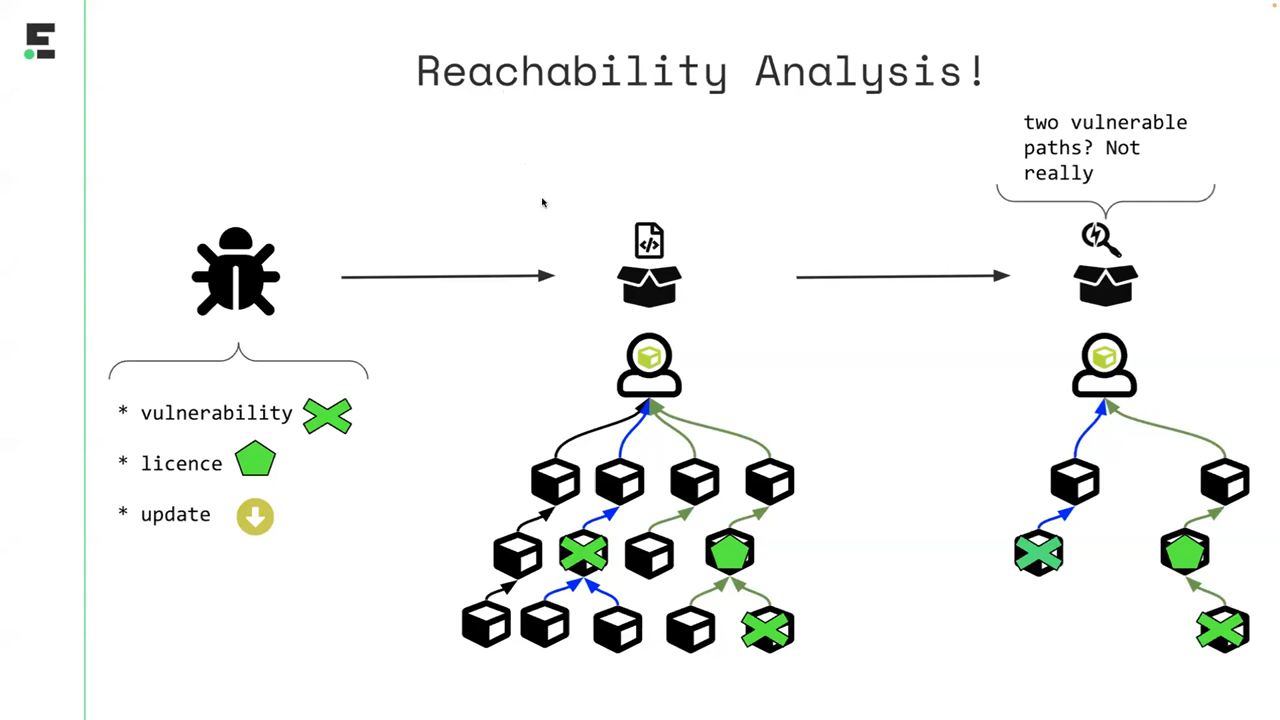 Reachability Analysis!
two vulnerable
paths? Not
really
* vulnerability
* licence
* update